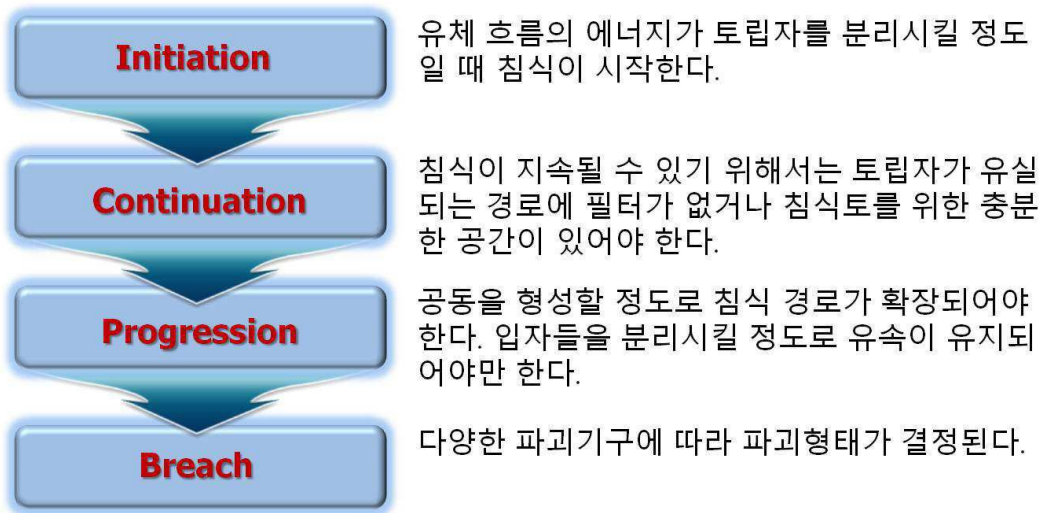 Initiation
유체 흐름의 에너지가 토립자를 분리시킬 정도
일 때 침식이 시작한다.
Continuation
침식이 지속될 수 있기 위해서는 토립자가 유실
되는 경로에 필터가 없거나 침식토를 위한 충분
한 공간이 있어야 한다.
Progression
공동을 형성할 정도로 침식 경로가 확장되어야
한다. 입자들을 분리시킬 정도로 유속이 유지되
어야만 한다.
Breach
다양한 파괴기구에 따라 파괴형태가 결정된다.